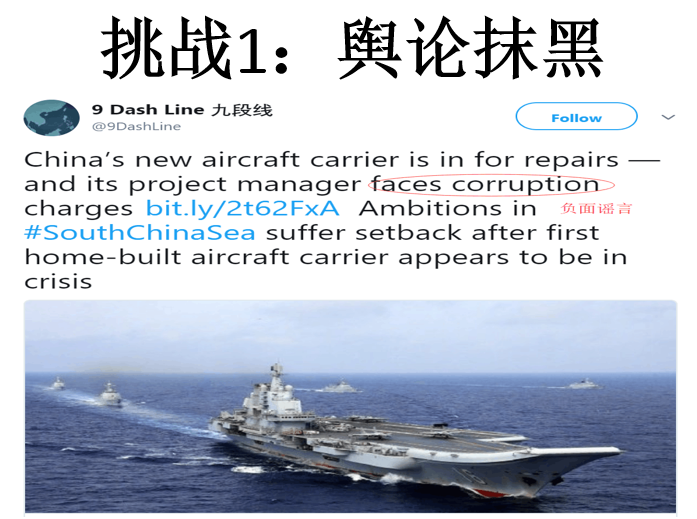 挑战1：舆论抹黑
9 Dash Line 九段线
@9DashLine
Follow
China’s new aircraft carrier is in for repairs —
and its project manager faces corruption
charges bit.ly/2t62FxA Ambitions in
负面谣言
#SouthChinaSea suffer setback after first
home-built aircraft carrier appears to be in
crisis
16